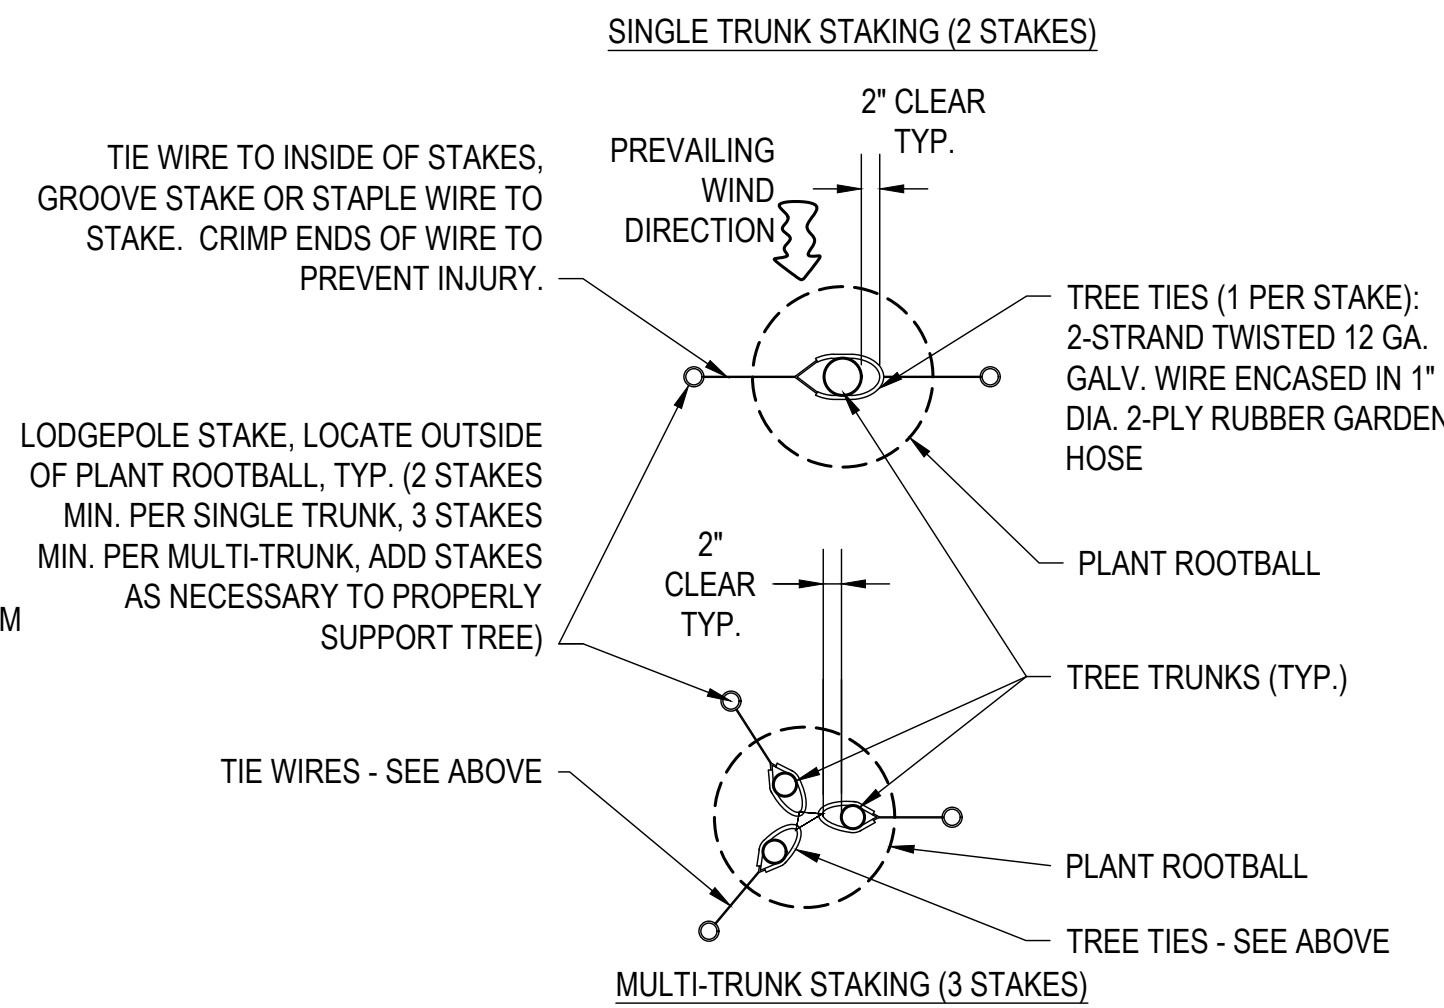 SINGLE TRUNK STAKING (2 STAKES)
2" CLEAR
TYP.
PREVAILING
WIND
DIRECTION
TIE WIRE TO INSIDE OF STAKES,
GROOVE STAKE OR STAPLE WIRE TO
STAKE. CRIMP ENDS OF WIRE TO
PREVENT INJURY.
TREE TIES (1 PER STAKE):
2-STRAND TWISTED 12 GA.
GALV. WIRE ENCASED IN 1"
DIA. 2-PLY RUBBER GARDEN
HOSE
LODGEPOLE STAKE, LOCATE OUTSIDE
OF PLANT ROOTBALL, TYP. (2 STAKES
MIN. PER SINGLE TRUNK, 3 STAKES
MIN. PER MULTI-TRUNK, ADD STAKES
AS NECESSARY TO PROPERLY
SUPPORT TREE)
M
2"
CLEAR
TYP.
PLANT ROOTBALL
TREE TRUNKS (TYP.)
TIE WIRES - SEE ABOVE
PLANT ROOTBALL
TREE TIES - SEE ABOVE
MULTI-TRUNK STAKING (3 STAKES)